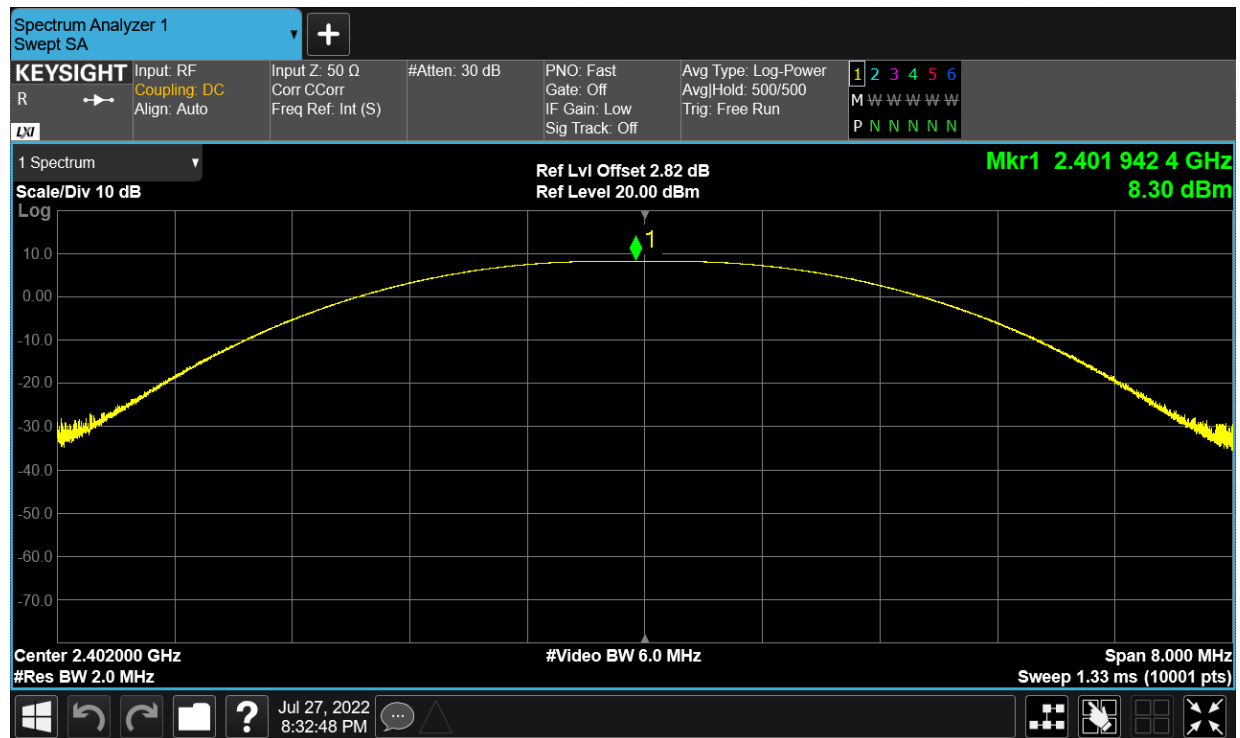 Spectrum Analyzer 1
Swept SA
KEYSIGHT
R
LXI
Input: RF
Coupling: DC
Align: Auto
Input Z: 50 Ω
Corr CCorr
Freq Ref: Int (S)
#Atten: 30 dB
PNO: Fast
Gate: Off
IF Gain: Low
Sig Track: Off
Avg Type: Log-Power
Avg|Hold: 500/500
Trig: Free Run
1 2 3 4 5 6
M W W W W W W
P N N N N N N
1 Spectrum
Scale/Div 10 dB
Log
Ref Lvl Offset 2.82 dB
Ref Level 20.00 dBm
Mkr1 2.401 942 4 GHz
8.30 dBm
1
10.0
0.00
-10.0
-20.0
-30.0
-40.0
-50.0
-60.0
-70.0
Center 2.402000 GHz
#Res BW 2.0 MHz
#Video BW 6.0 MHz
Span 8.000 MHz
Sweep 1.33 ms (10001 pts)
?
Jul 27, 2022
8:32:48 PM